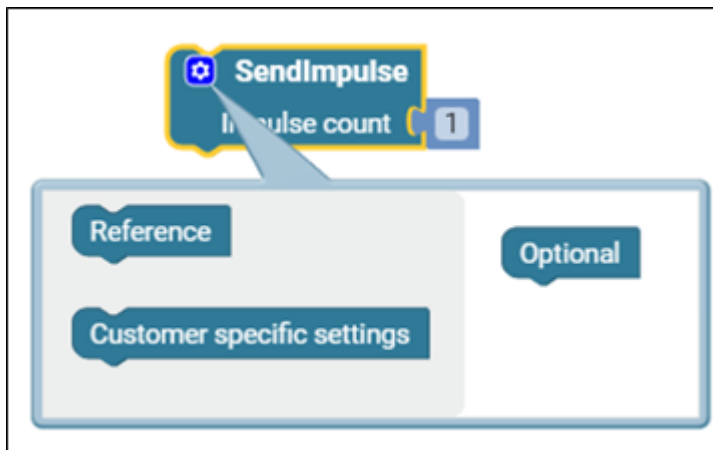 SendImpulse
Impulse count 1
Reference
Optional
Customer specific settings